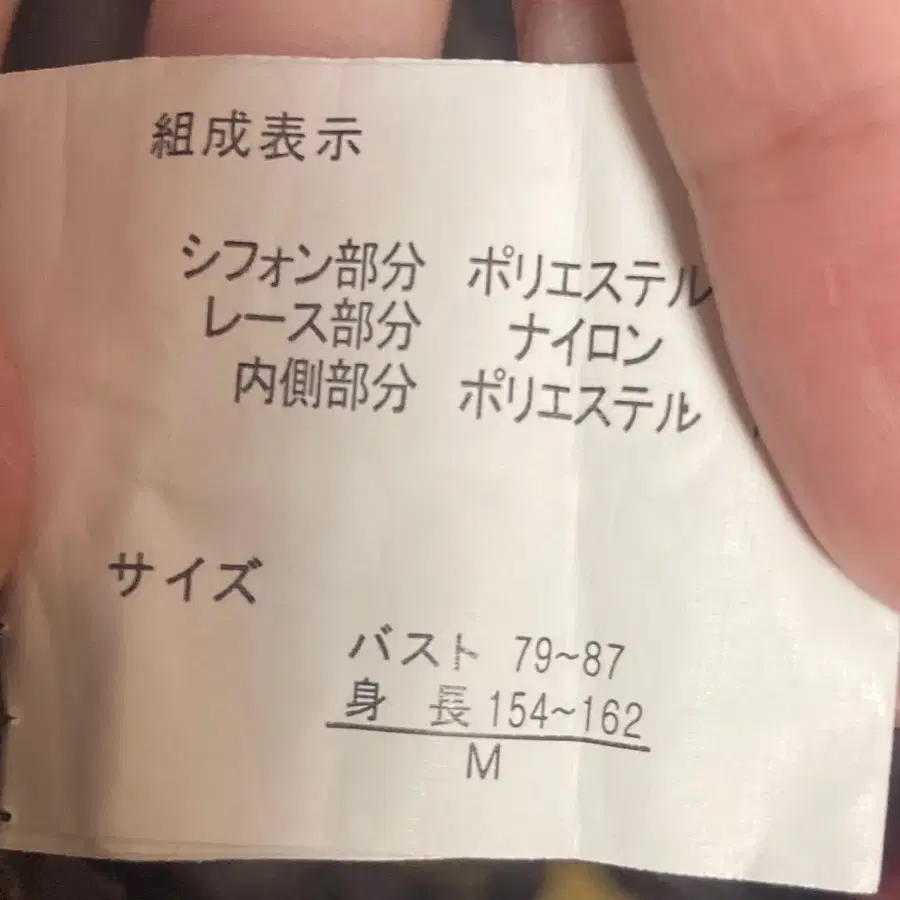 組成表示
シフォン部分 ポリエステル
レース部分 ナイロン
内側部分 ポリエステル
サイズ
バスト 79~87
身 長 154~162
M